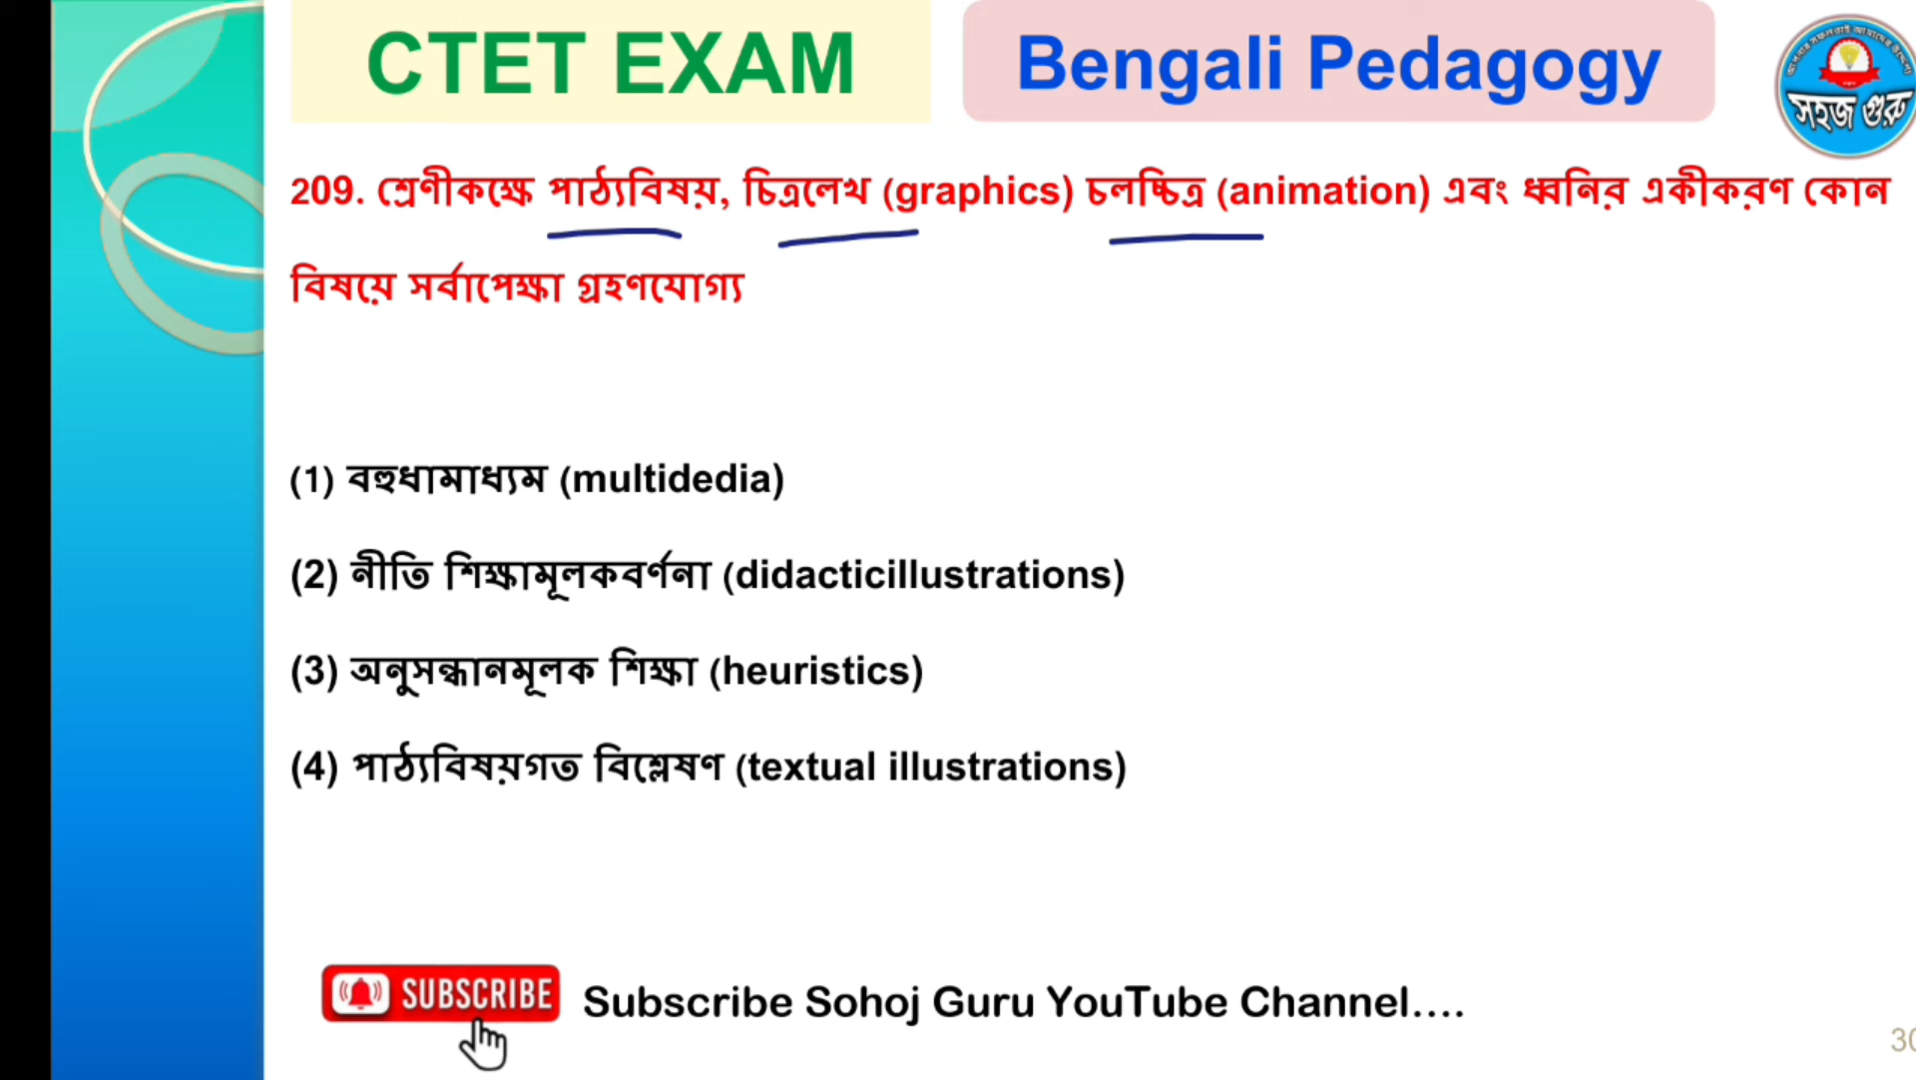 CTET EXAM
Bengali Pedagogy
সহজ গুরু
209. শ্রেণীকক্ষে পাঠ্যবিষয়, চিত্রলেখ (graphics) চলচ্চিত্র (animation) এবং ধ্বনির একীকরণ কোন
বিষয়ে সর্বাপেক্ষা গ্রহণযোগ্য
(1) বহুধামাধ্যম (multidedia)
(2) নীতি শিক্ষামূলকবর্ণনা (didacticillustrations)
(3) অনুসন্ধানমূলক শিক্ষা (heuristics)
(4) পাঠ্যবিষয়গত বিশ্লেষণ (textual illustrations)
SUBSCRIBE
Subscribe Sohoj Guru YouTube Channel....